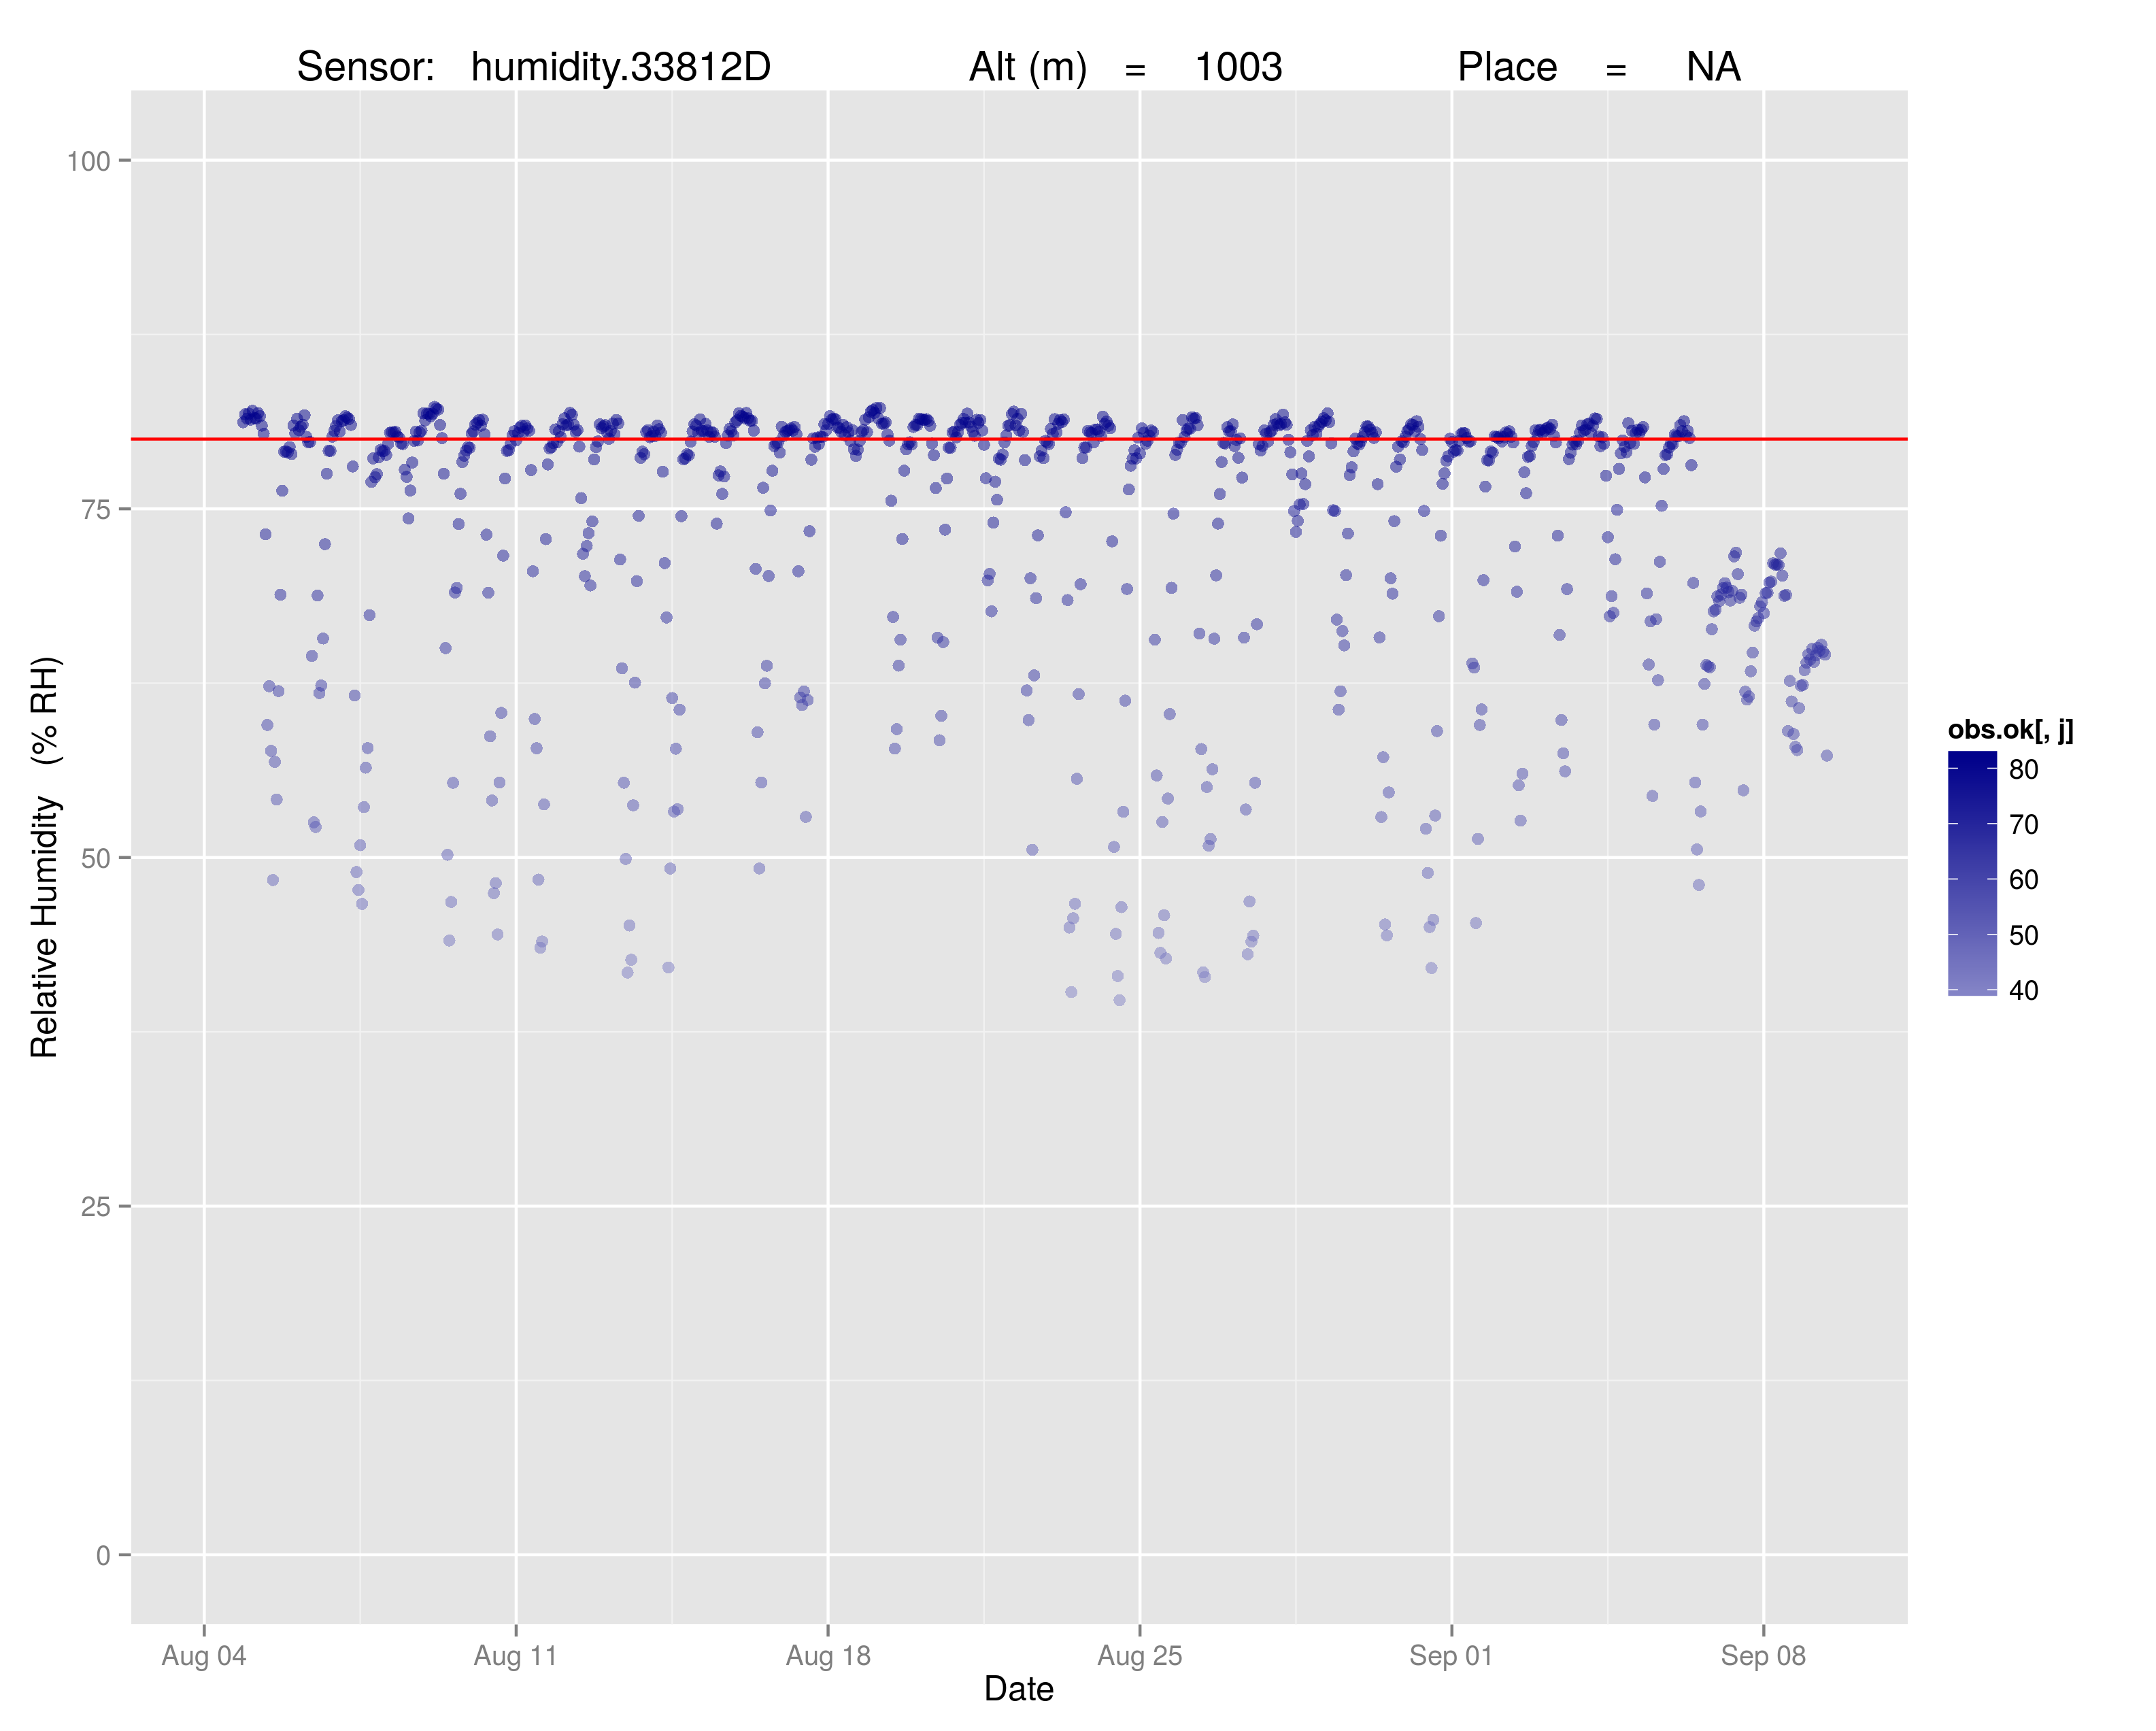 Sensor: humidity.33812D Alt (m) = 1003 Place = NA
100
75
50
25
0
Relative Humidity (% RH)
Aug 04 Aug 11 Aug 18 Aug 25 Sep 01 Sep 08
Date
obs.ok[, j]
80
70
60
50
40